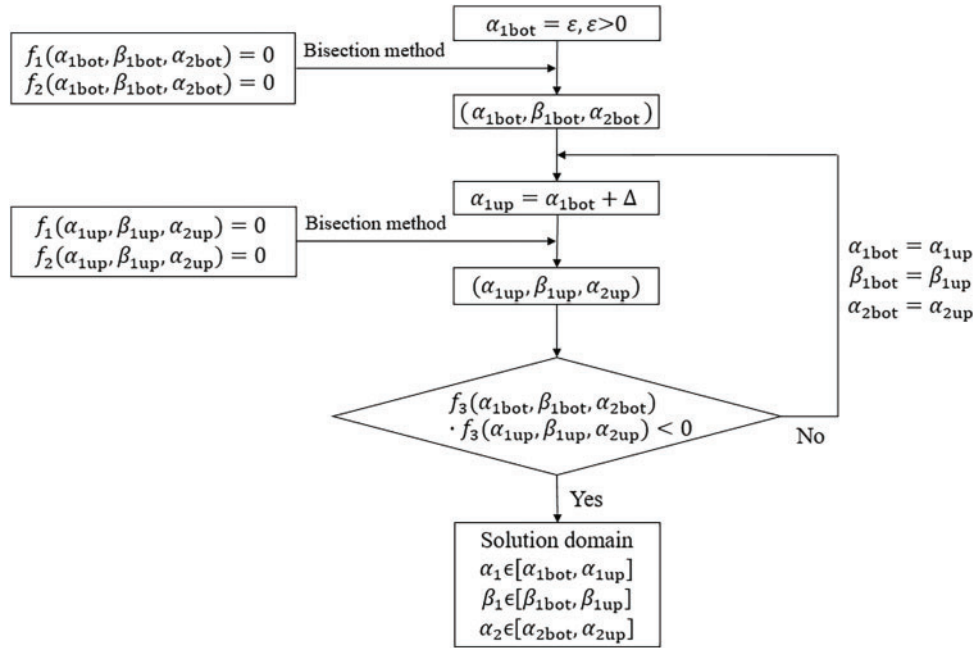 α₁bot = ε, ε>0
f₁(α₁bot, β₁bot, α₂bot) = 0
f₂(α₁bot, β₁bot, α₂bot) = 0
Bisection method
(α₁bot, β₁bot, α₂bot)
α₁up = α₁bot + Δ
f₁(α₁up, β₁up, α₂up) = 0
f₂(α₁up, β₁up, α₂up) = 0
Bisection method
(α₁up, β₁up, α₂up)
α₁bot = α₁up
β₁bot = β₁up
α₂bot = α₂up
f₃(α₁bot, β₁bot, α₂bot)
· f₃(α₁up, β₁up, α₂up) < 0
No
Yes
Solution domain
α₁ϵ[α₁bot, α₁up]
β₁ϵ[β₁bot, β₁up]
α₂ϵ[α₂bot, α₂up]